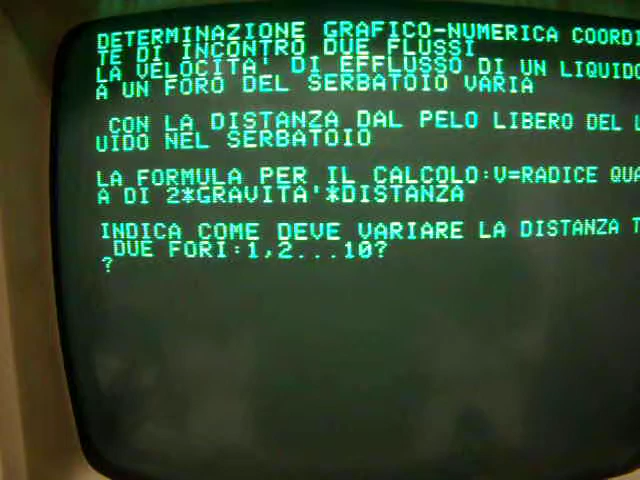 DETERMINAZIONE GRAFICO-NUMERICA COORDI
TE DI INCONTRO DUE FLUSSI
LA VELOCITA' DI EFFLUSSO DI UN LIQUIDO
A UN FORO DEL SERBATOIO VARIA
CON LA DISTANZA DAL PELO LIBERO DEL L
UIDO NEL SERBATOIO
LA FORMULA PER IL CALCOLO:V=RADICE QUA
A DI 2*GRAVITA'*DISTANZA
INDICA COME DEVE VARIARE LA DISTANZA T
DUE FORI:1,2...10?
?